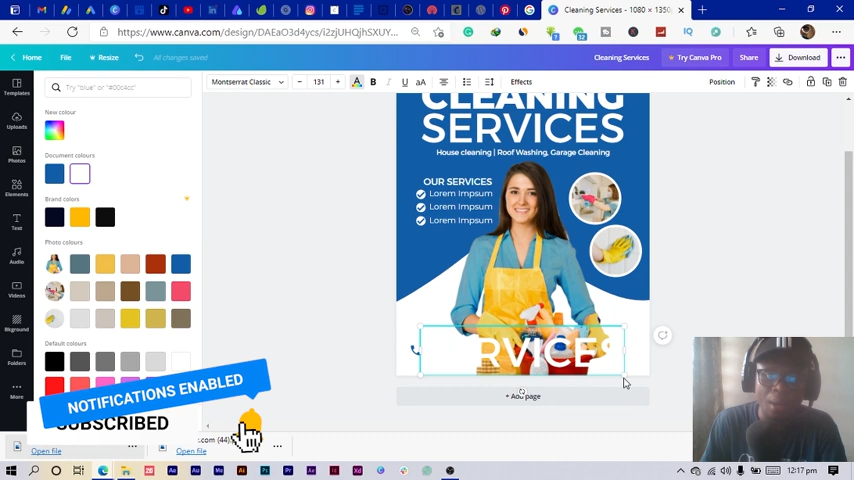 Cleaning Services - 1080 × 1350
https://www.canva.com/design/DAEaO3d4ycs/i2zjUHQjhSXUY...
Home
File
Resize
All changes saved
Cleaning Services
Try Canva Pro
Share
Download
Templates
Uploads
Photos
Elements
Text
Audio
Videos
Bkground
Folders
More
Try "blue" or "#00c4cc"
Montserrat Classic
131
B
I
U
aA
Effects
Position
New colour
Document colours
Brand colors
Photo colours
Default colours
CLEANING
SERVICES
House cleaning | Roof Washing, Garage Cleaning
OUR SERVICES
Lorem Impsum
Lorem Impsum
Lorem Impsum
RVICES
+ Add page
NOTIFICATIONS ENABLED
SUBSCRIBED
.com (44)
Open file
Open file
12:17 pm